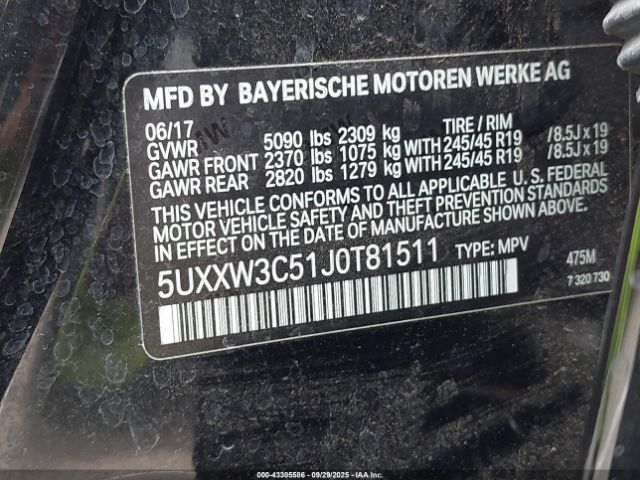 MFD BY BAYERISCHE MOTOREN WERKE AG
06/17 TIRE / RIM
GVWR 5090 lbs 2309 kg
GAWR FRONT 2370 lbs 1075 kg WITH 245/45 R19 /8.5J x 19
GAWR REAR 2820 lbs 1279 kg WITH 245/45 R19 /8.5J x 19
THIS VEHICLE CONFORMS TO ALL APPLICABLE U. S. FEDERAL
MOTOR VEHICLE SAFETY AND THEFT PREVENTION STANDARDS
IN EFFECT ON THE DATE OF MANUFACTURE SHOWN ABOVE.
5UXXW3C51J0T81511 TYPE: MPV 475M
7 320 730
000-43305586 - 09/29/2025 - IAA Inc.